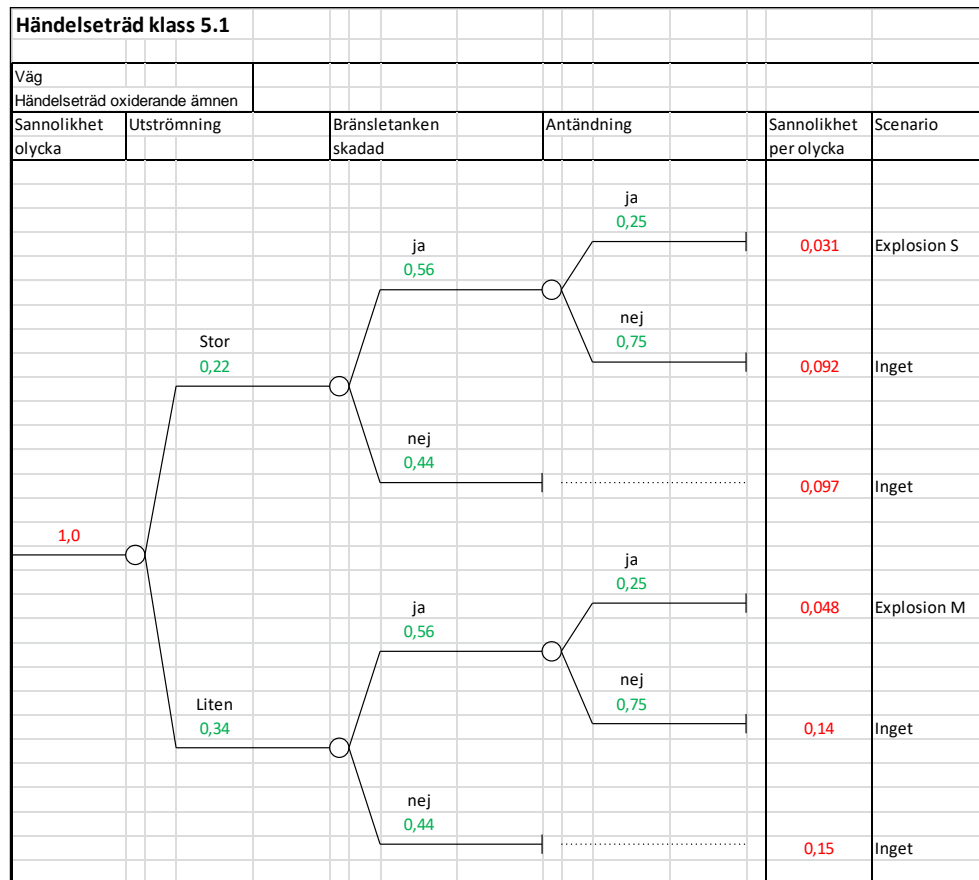 Händelseträd klass 5.1
Väg
Händelseträd oxiderande ämnen
Sannolikhet olycka
Utströmning
Bränsletanken skadad
Antändning
Sannolikhet per olycka
Scenario
ja
0,25
0,031
Explosion S
ja
0,56
nej
0,75
0,092
Inget
Stor
0,22
nej
0,44
0,097
Inget
1,0
ja
0,25
0,048
Explosion M
ja
0,56
nej
0,75
0,14
Inget
Liten
0,34
nej
0,44
0,15
Inget